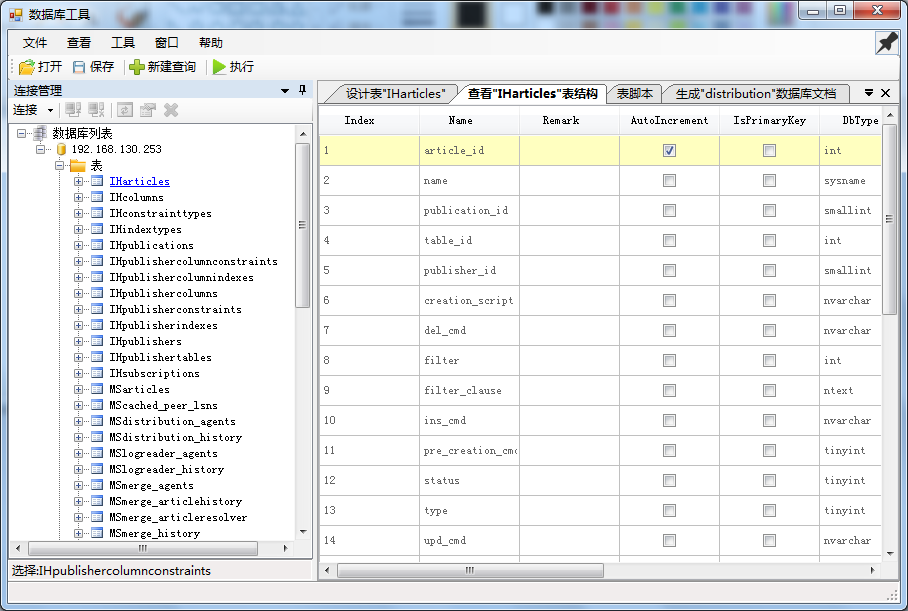 数据库工具
文件 查看 工具 窗口 帮助
打开 保存 新建查询 执行
连接管理
连接
数据库列表
192.168.130.253
表
IHarticles
IHcolumns
IHconstrainttypes
IHindextypes
IHpublications
IHpublishercolumnconstraints
IHpublishercolumnindexes
IHpublishercolumns
IHpublisherconstraints
IHpublisherindexes
IHpublishers
IHpublishertables
IHsubscriptions
MSarticles
MScached_peer_lsns
MSdistribution_agents
MSdistribution_history
MSlogreader_agents
MSlogreader_history
MSmerge_agents
MSmerge_articlehistory
MSmerge_articleresolver
MSmerge_history
选择:IHpublishercolumnconstraints
设计表"IHarticles" 查看"IHarticles"表结构 表脚本 生成"distribution"数据库文档
Index Name Remark AutoIncrement IsPrimaryKey DbType
1 article_id int
2 name sysname
3 publication_id smallint
4 table_id int
5 publisher_id smallint
6 creation_script nvarchar
7 del_cmd nvarchar
8 filter int
9 filter_clause ntext
10 ins_cmd nvarchar
11 pre_creation_cmd tinyint
12 status tinyint
13 type tinyint
14 upd_cmd nvarchar